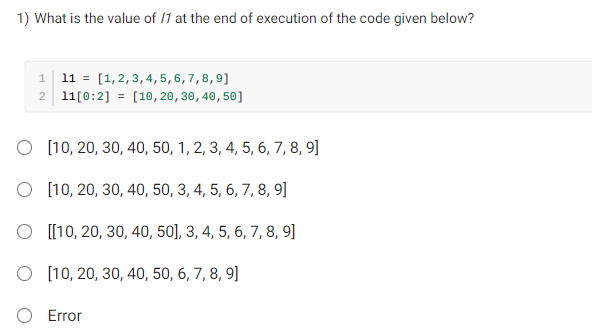 1) What is the value of l1 at the end of execution of the code given below?
1 l1 = [1,2,3,4,5,6,7,8,9]
2 l1[0:2] = [10,20,30,40,50]
[10, 20, 30, 40, 50, 1, 2, 3, 4, 5, 6, 7, 8, 9]
[10, 20, 30, 40, 50, 3, 4, 5, 6, 7, 8, 9]
[[10, 20, 30, 40, 50], 3, 4, 5, 6, 7, 8, 9]
[10, 20, 30, 40, 50, 6, 7, 8, 9]
Error